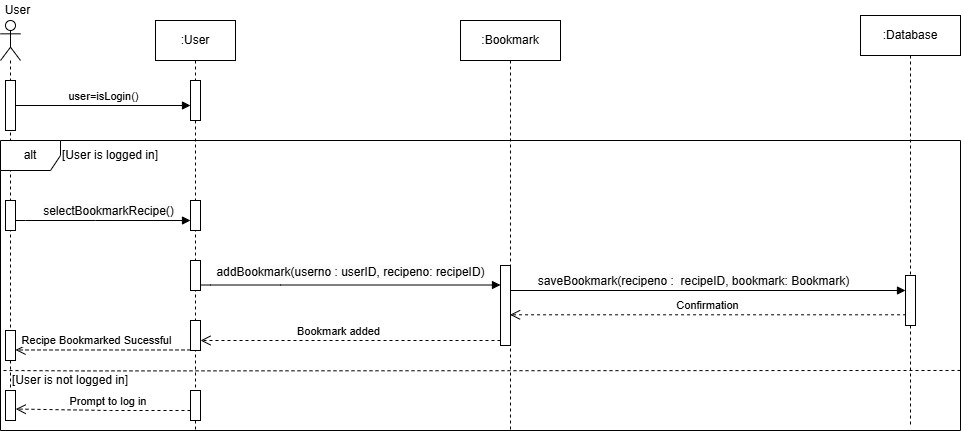 User
:User
:Bookmark
:Database
user=isLogin()
alt
[User is logged in]
selectBookmarkRecipe()
addBookmark(userno : userID, recipeno: recipeID)
saveBookmark(recipeno : recipeID, bookmark: Bookmark)
Confirmation
Bookmark added
Recipe Bookmarked Sucessful
[User is not logged in]
Prompt to log in